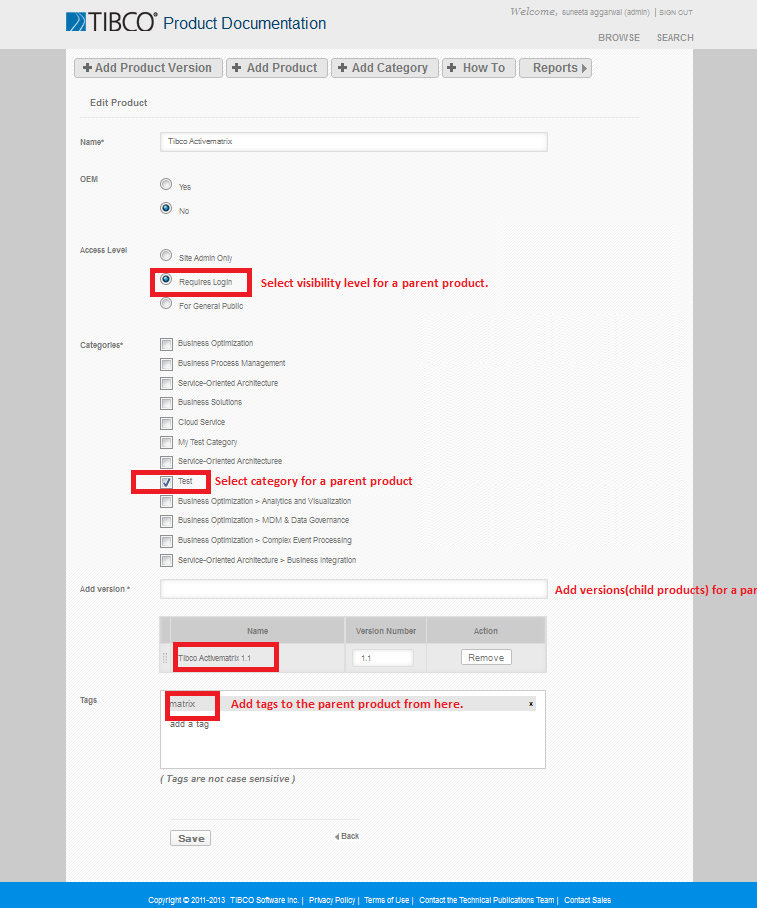 Welcome, suneeta aggarwal (admin) | SIGN OUT
TIBCO® Product Documentation
BROWSE SEARCH
+ Add Product Version + Add Product + Add Category + How To Reports
Edit Product
Name* Tibco Activematrix
OEM
Yes
No
Access Level
Site Admin Only
Requires Login Select visibility level for a parent product.
For General Public
Categories* Business Optimization
Business Process Management
Service-Oriented Architecture
Business Solutions
Cloud Service
My Test Category
Service-Oriented Architecturee
Test Select category for a parent product
Business Optimization > Analytics and Visualization
Business Optimization > MDM & Data Governance
Business Optimization > Complex Event Processing
Service-Oriented Architecture > Business Integration
Add version * Add versions(child products) for a par
Name Version Number Action
Tibco Activematrix 1.1 1.1 Remove
Tags
matrix Add tags to the parent product from here. x
add a tag
( Tags are not case sensitive )
Save Back
Copyright © 2011-2013 TIBCO Software Inc. | Privacy Policy | Terms of Use | Contact the Technical Publications Team | Contact Sales